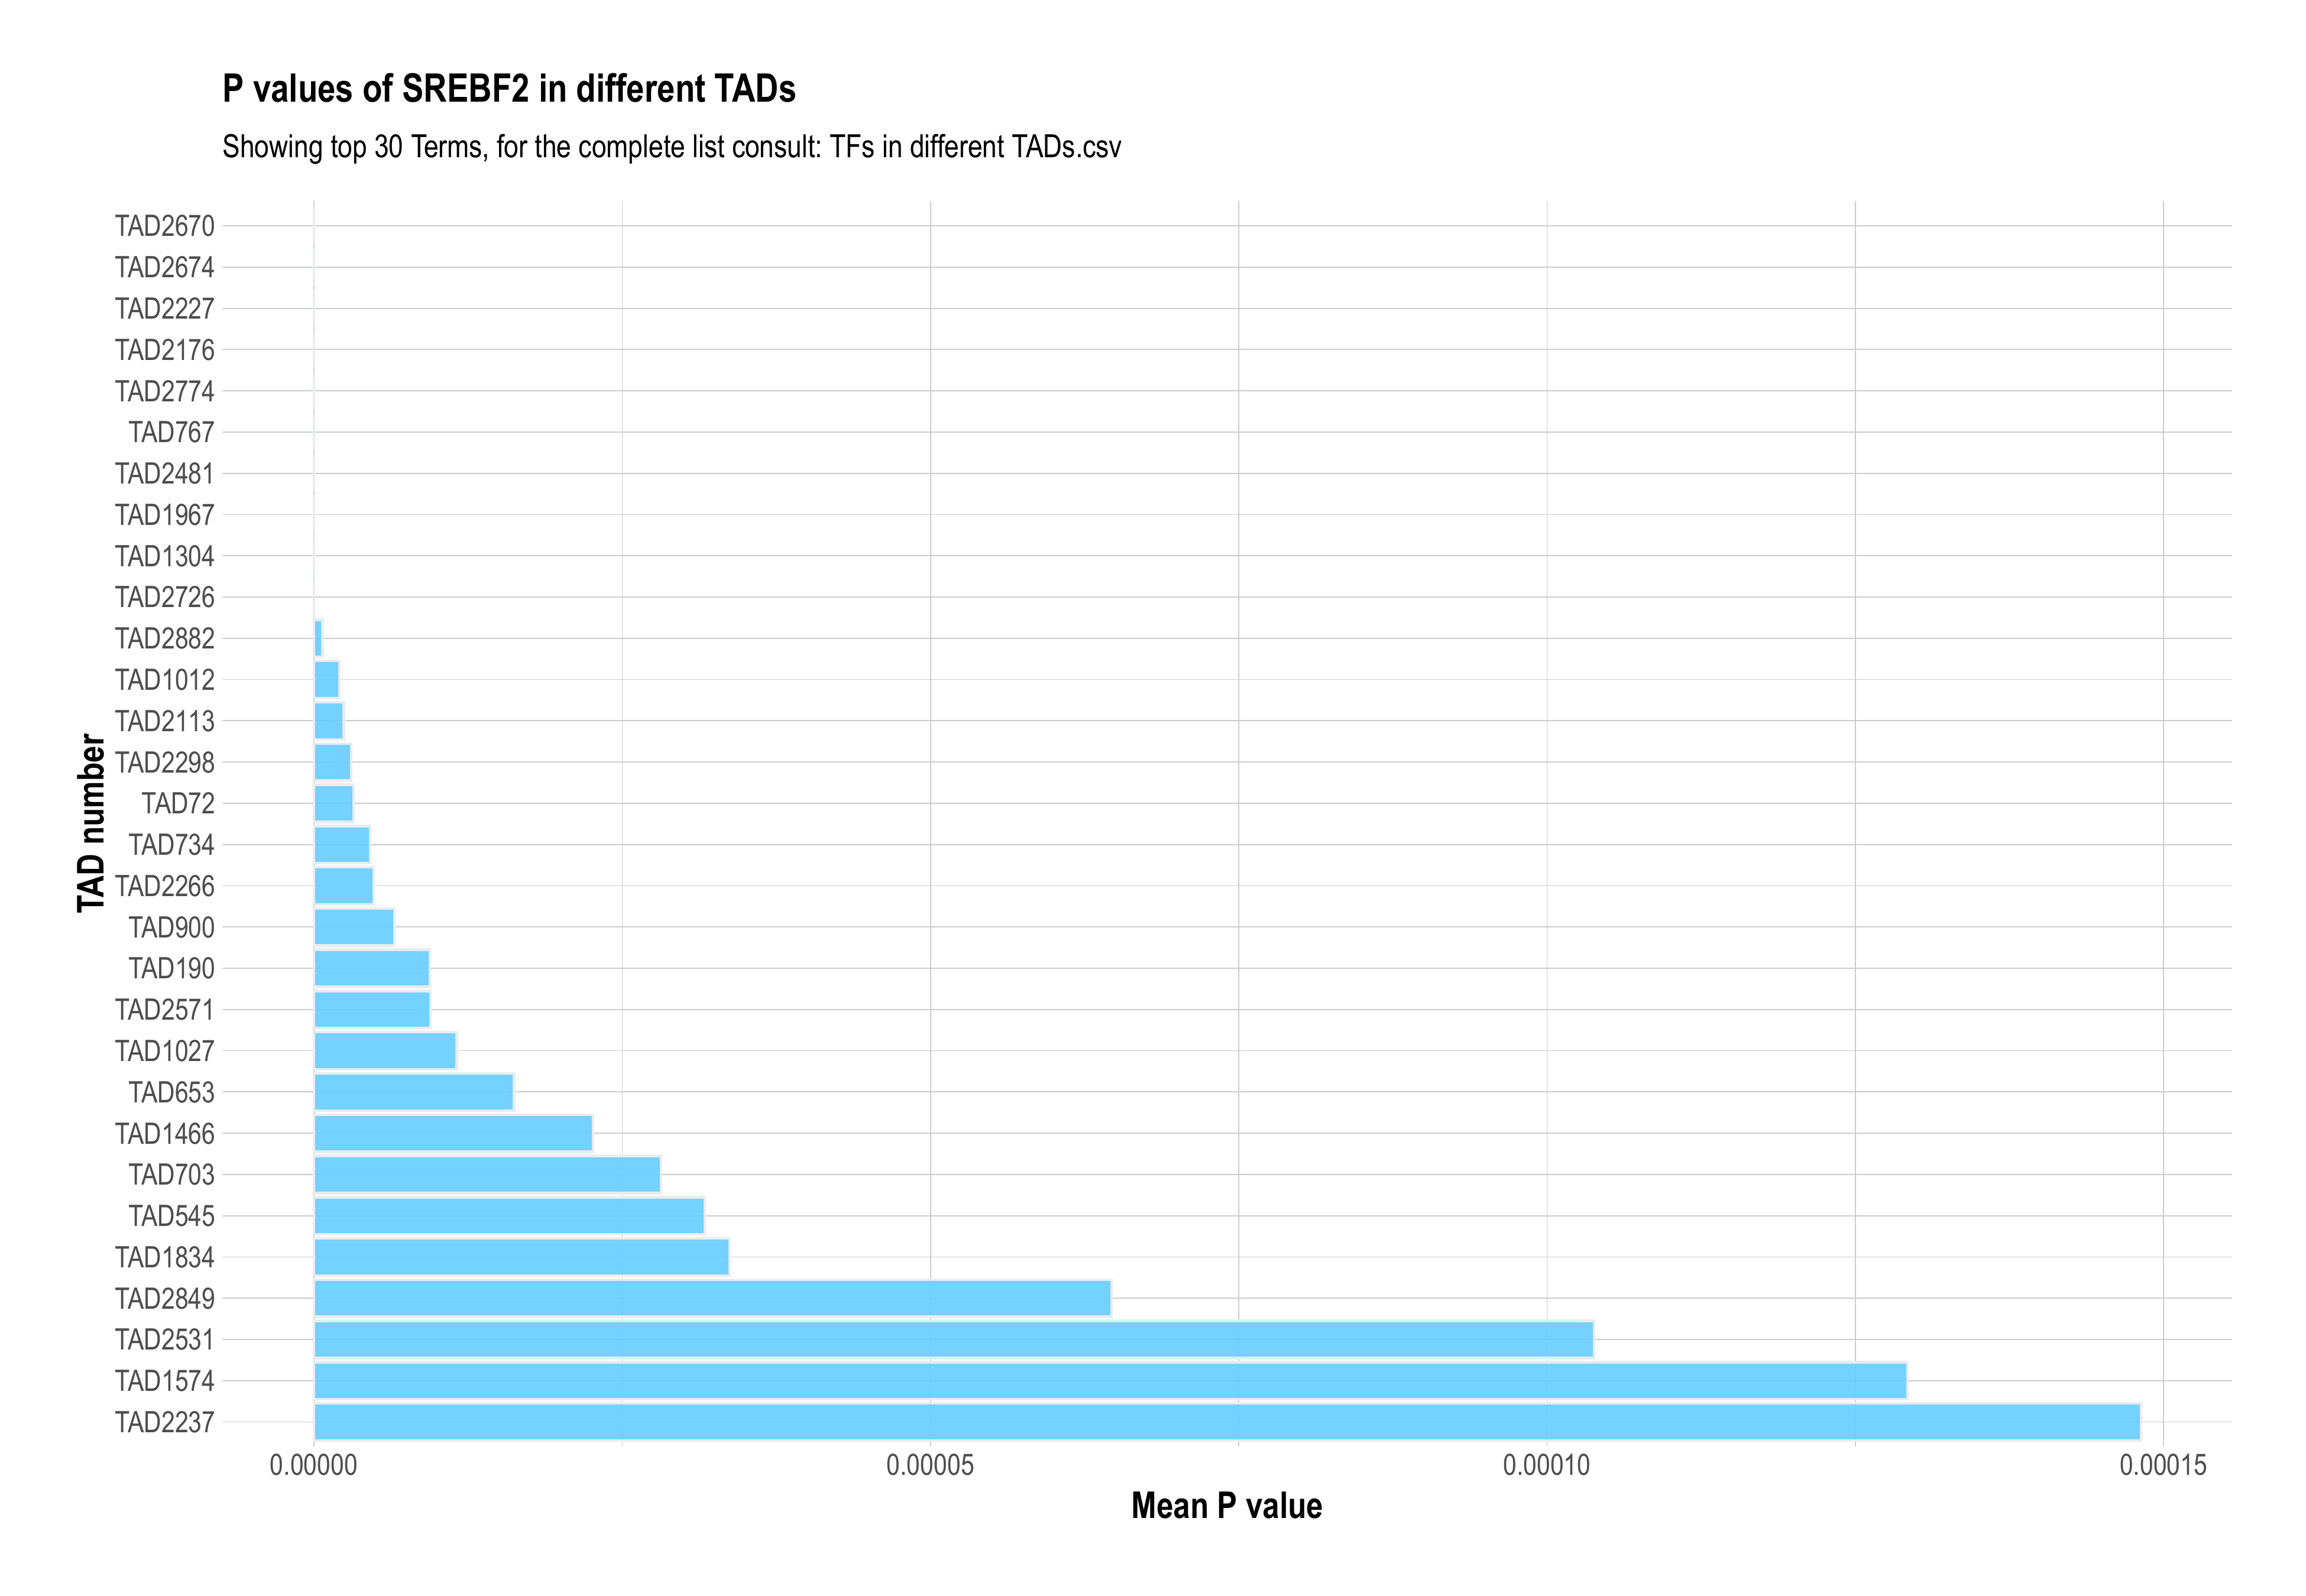 P values of SREBF2 in different TADs
Showing top 30 Terms, for the complete list consult: TFs in different TADs.csv
TAD number
TAD2670
TAD2674
TAD2227
TAD2176
TAD2774
TAD767
TAD2481
TAD1967
TAD1304
TAD2726
TAD2882
TAD1012
TAD2113
TAD2298
TAD72
TAD734
TAD2266
TAD900
TAD190
TAD2571
TAD1027
TAD653
TAD1466
TAD703
TAD545
TAD1834
TAD2849
TAD2531
TAD1574
TAD2237
0.00000 0.00005 0.00010 0.00015
Mean P value